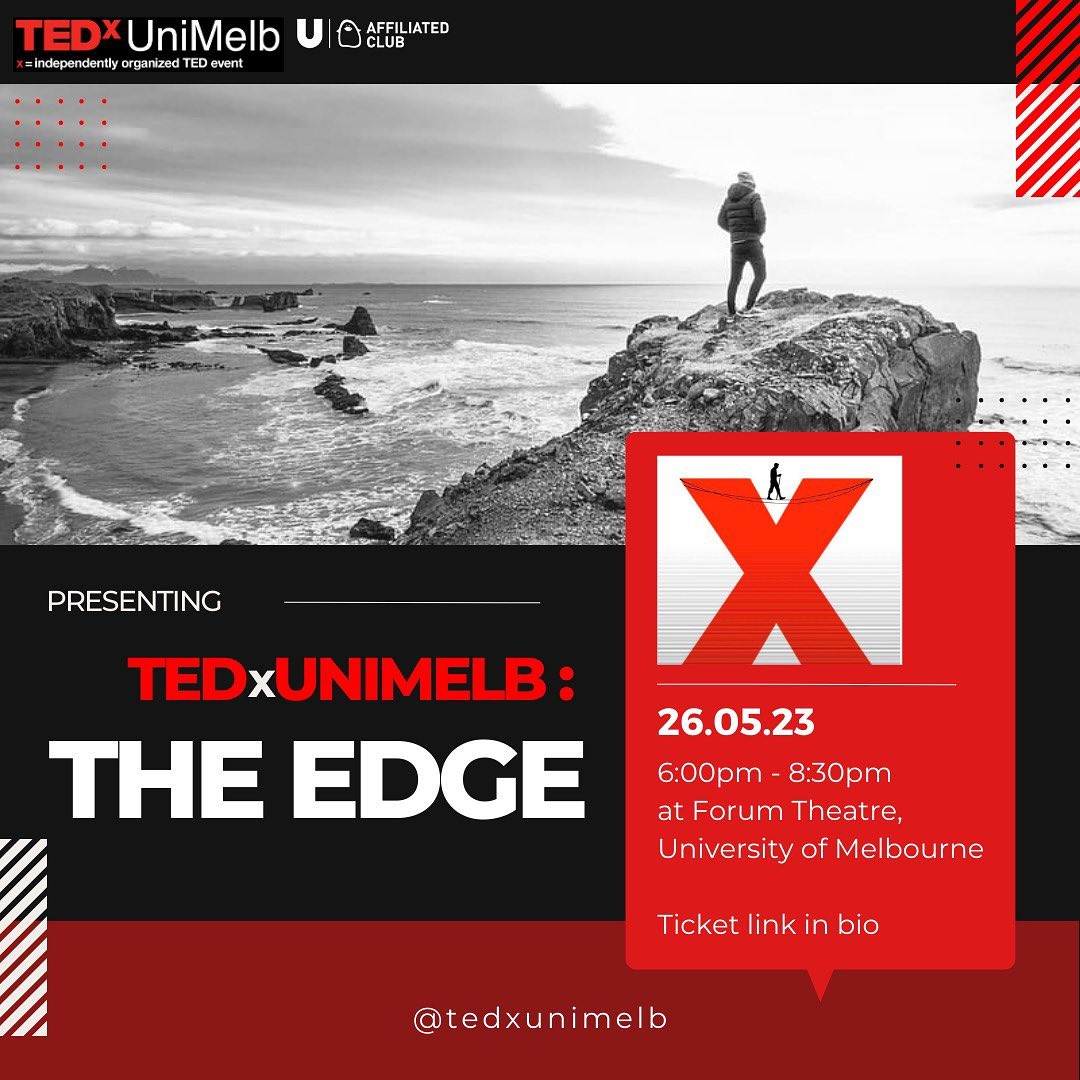 TEDx UniMelb
x = independently organized TED event
U
AFFILIATED
CLUB
PRESENTING
TEDxUNIMELB :
THE EDGE
X
26.05.23
6:00pm - 8:30pm
at Forum Theatre,
University of Melbourne
Ticket link in bio
@tedxunimelb